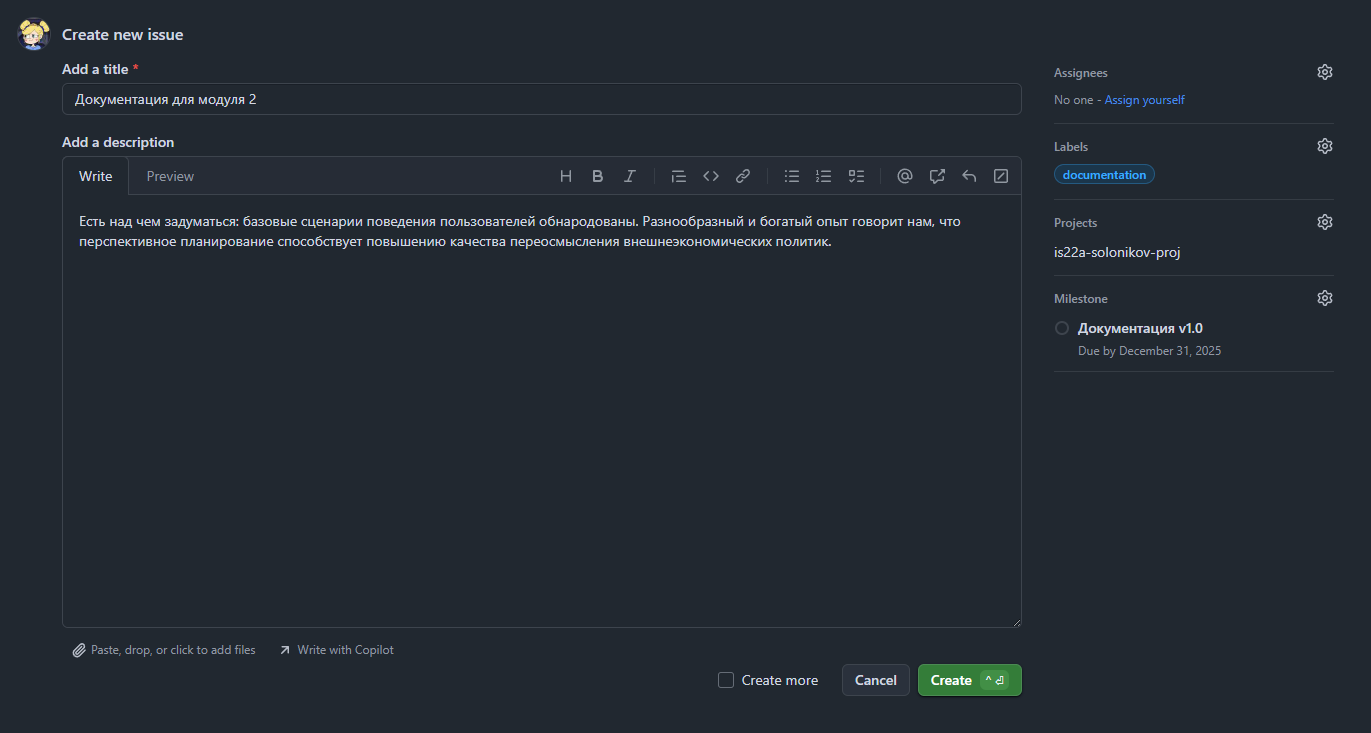 Create new issue
Add a title *
Документация для модуля 2
Add a description
Write Preview
Есть над чем задуматься: базовые сценарии поведения пользователей обнародованы. Разнообразный и богатый опыт говорит нам, что
перспективное планирование способствует повышению качества переосмысления внешнеэкономических политик.
Paste, drop, or click to add files Write with Copilot
Create more Cancel Create
Assignees
No one - Assign yourself
Labels
documentation
Projects
is22a-solonikov-proj
Milestone
Документация v1.0
Due by December 31, 2025